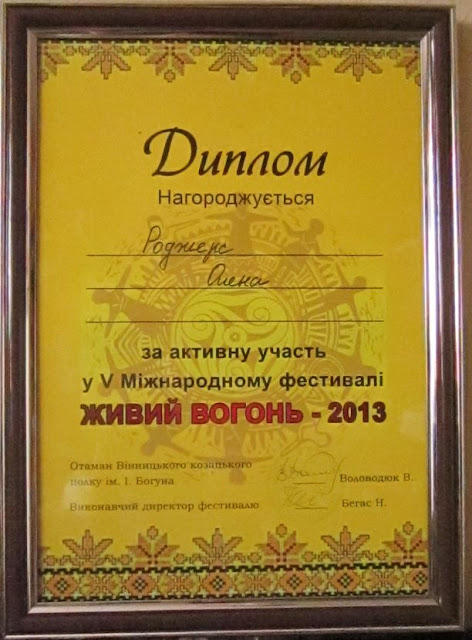 Диплом
Нагороджується
Роджерс
Олена
за активну участь
у V Міжнародному фестивалі
ЖИВИЙ ВОГОНЬ - 2013
Отаман Вінницького козацького
полку ім. І. Богуна Володюк В.
Виконавчий директор фестивалю Бегас Н.